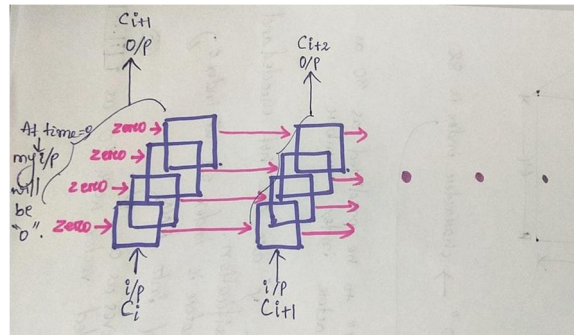 Ci+1
O/P
Ci+2
O/P
At time=0
my i/p
will
be
"0".
zero
zero
zero
zero
i/p
Ci
i/p
Ci+1